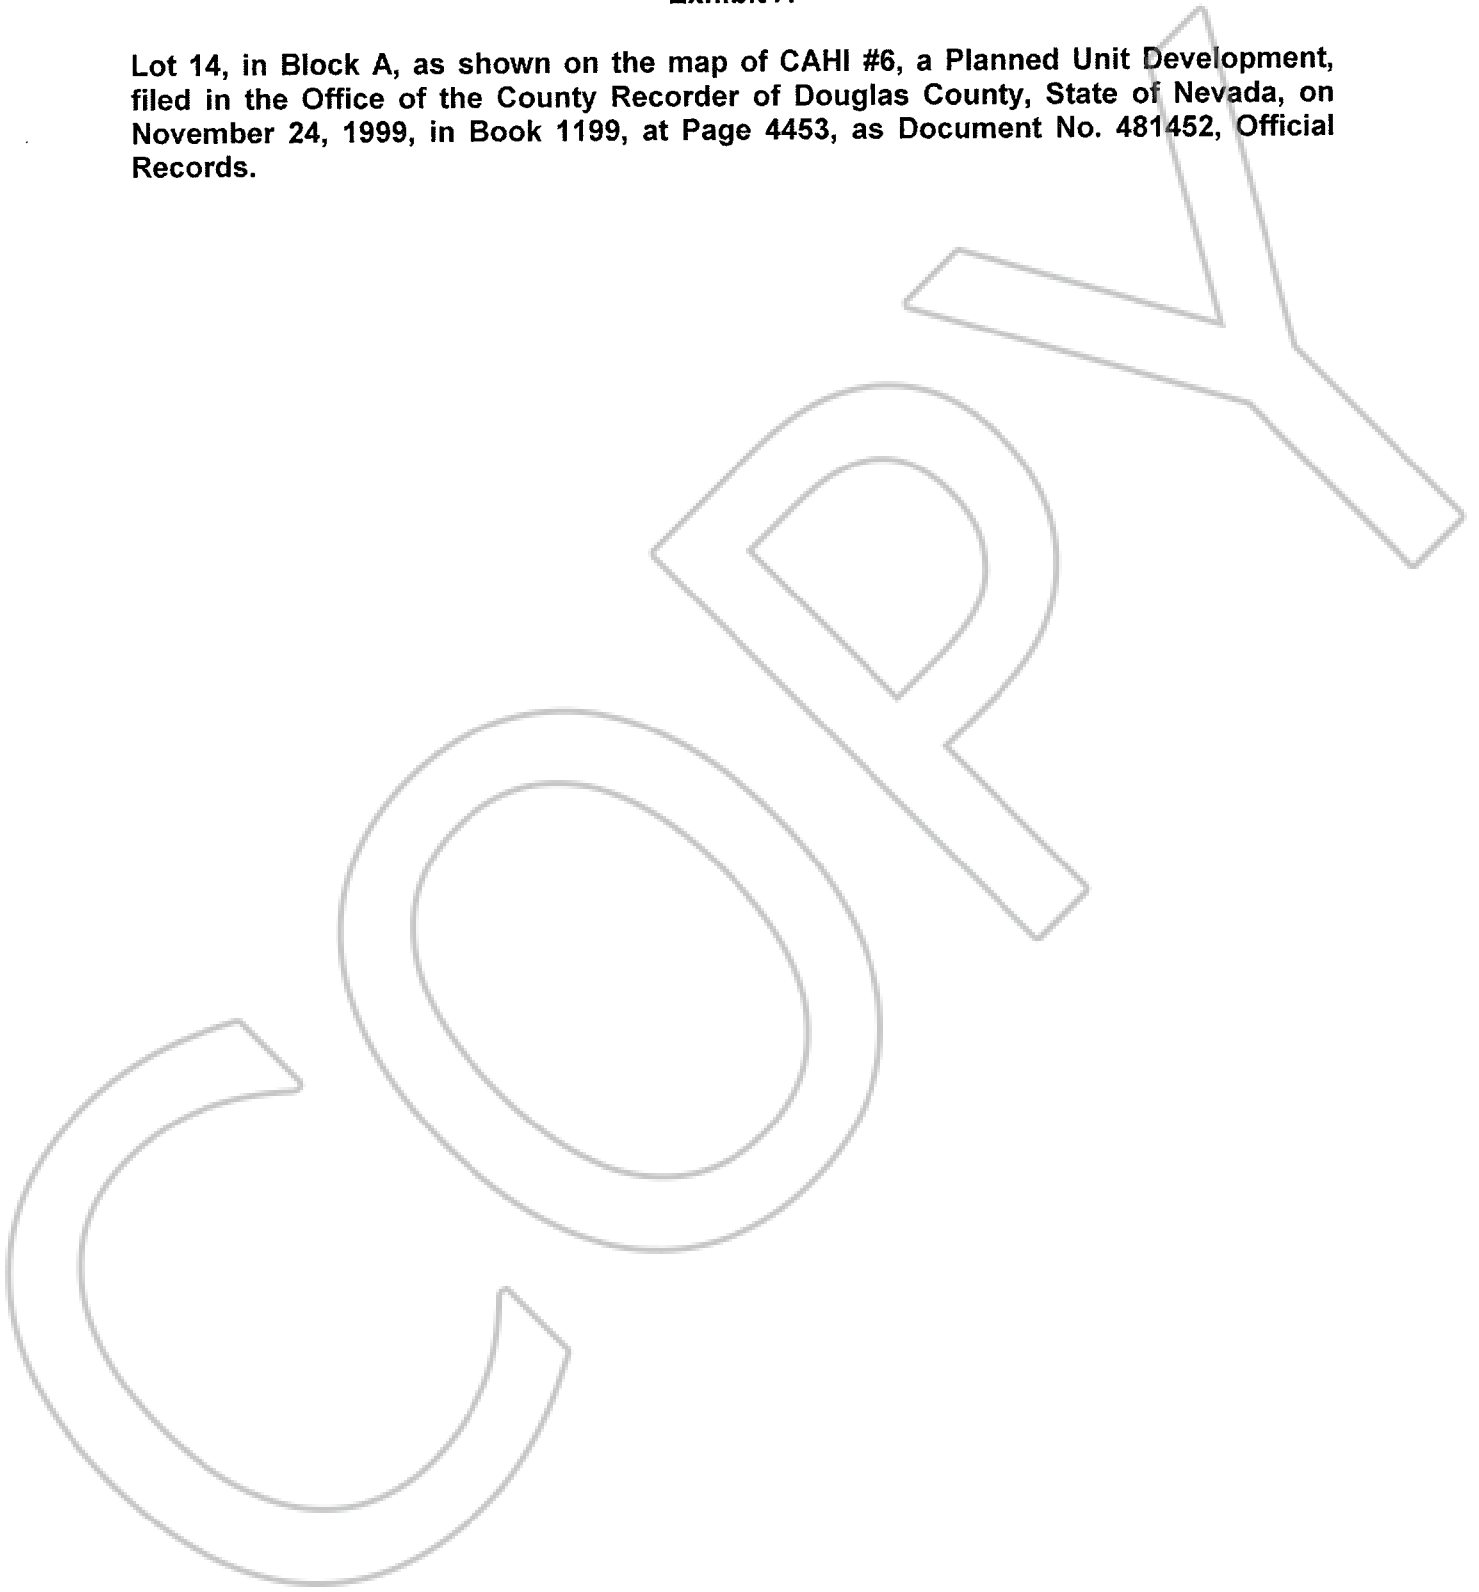 Lot 14, in Block A, as shown on the map of CAHI #6, a Planned Unit Development,
filed in the Office of the County Recorder of Douglas County, State of Nevada, on
November 24, 1999, in Book 1199, at Page 4453, as Document No. 481452, Official
Records.
COPY